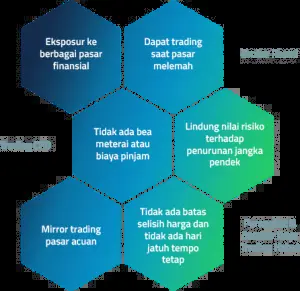 Eksposur ke
berbagai pasar
finansial
Dapat trading
saat pasar
melemah
Tidak ada bea
meterai atau
biaya pinjam
Lindung nilai risiko
terhadap
penurunan jangka
pendek
Mirror trading
pasar acuan
Tidak ada batas
selisih harga dan
tidak ada hari
jatuh tempo
tetap